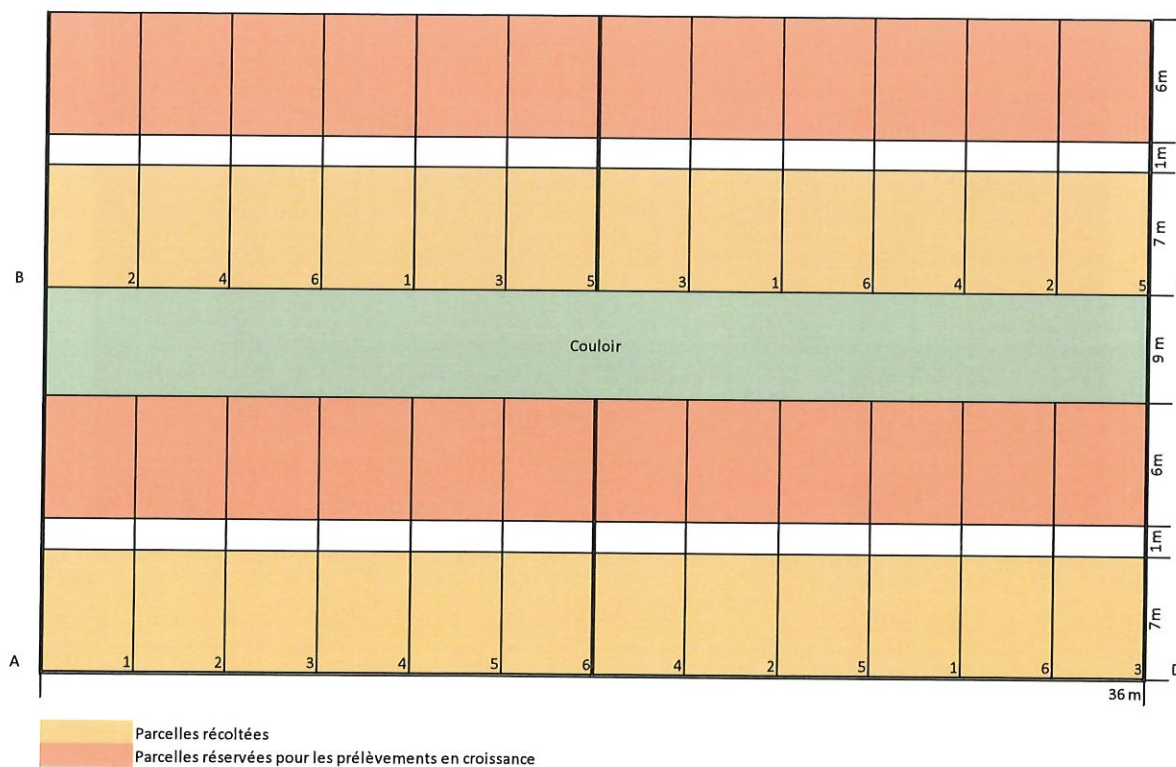 6m
1m
7 m
B 2 4 6 1 3 5 3 1 6 4 2 5
Couloir
9 m
6m
1m
7m
A 1 2 3 4 5 6 4 2 5 1 6 3
36 m
Parcelles récoltées
Parcelles réservées pour les prélèvements en croissance